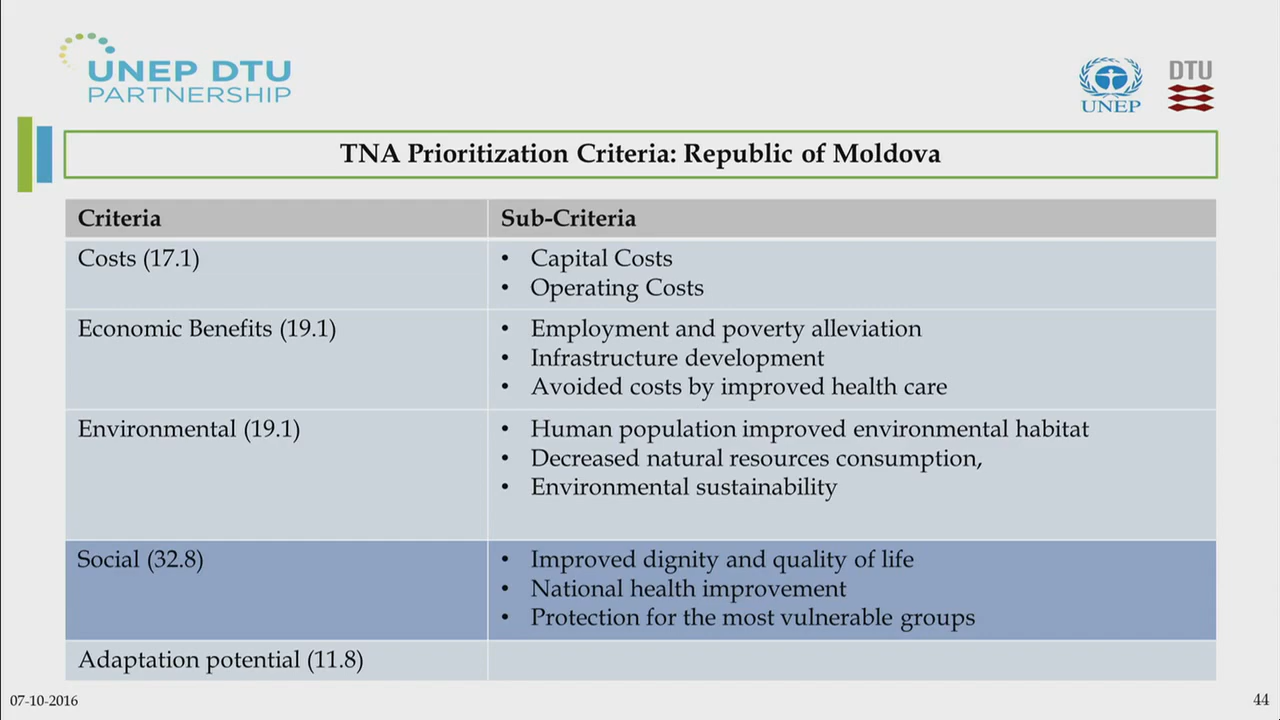 UNEP DTU
PARTNERSHIP
UNEP
DTU
TNA Prioritization Criteria: Republic of Moldova
Criteria
Sub-Criteria
Costs (17.1)
• Capital Costs
• Operating Costs
Economic Benefits (19.1)
• Employment and poverty alleviation
• Infrastructure development
• Avoided costs by improved health care
Environmental (19.1)
• Human population improved environmental habitat
• Decreased natural resources consumption,
• Environmental sustainability
Social (32.8)
• Improved dignity and quality of life
• National health improvement
• Protection for the most vulnerable groups
Adaptation potential (11.8)
07-10-2016
44